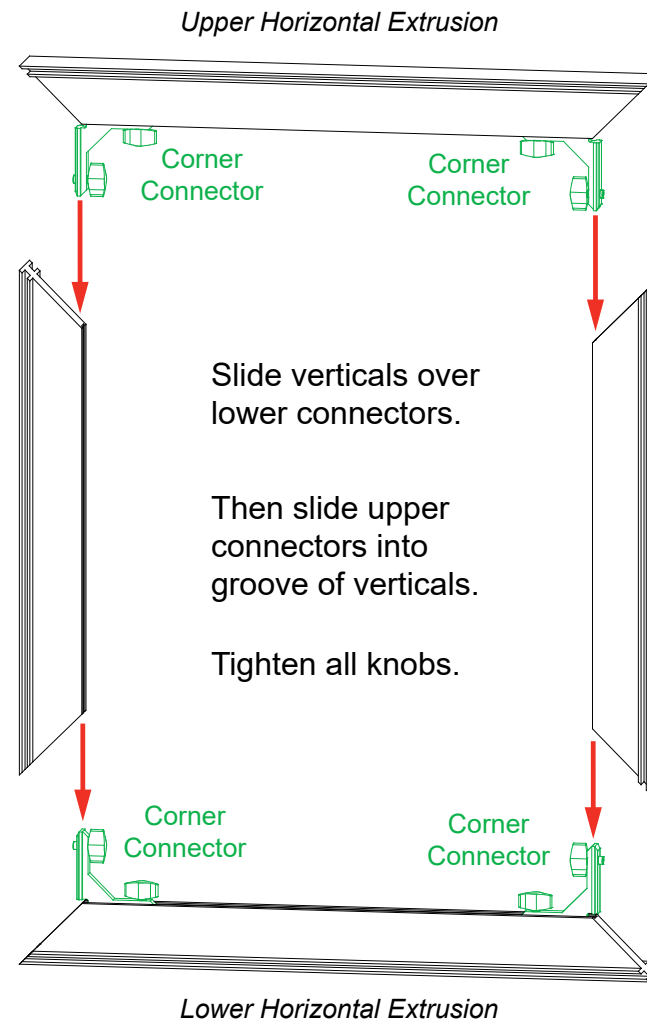 Upper Horizontal Extrusion
Corner
Connector
Corner
Connector
Slide verticals over
lower connectors.
Then slide upper
connectors into
groove of verticals.
Tighten all knobs.
Corner
Connector
Corner
Connector
Lower Horizontal Extrusion